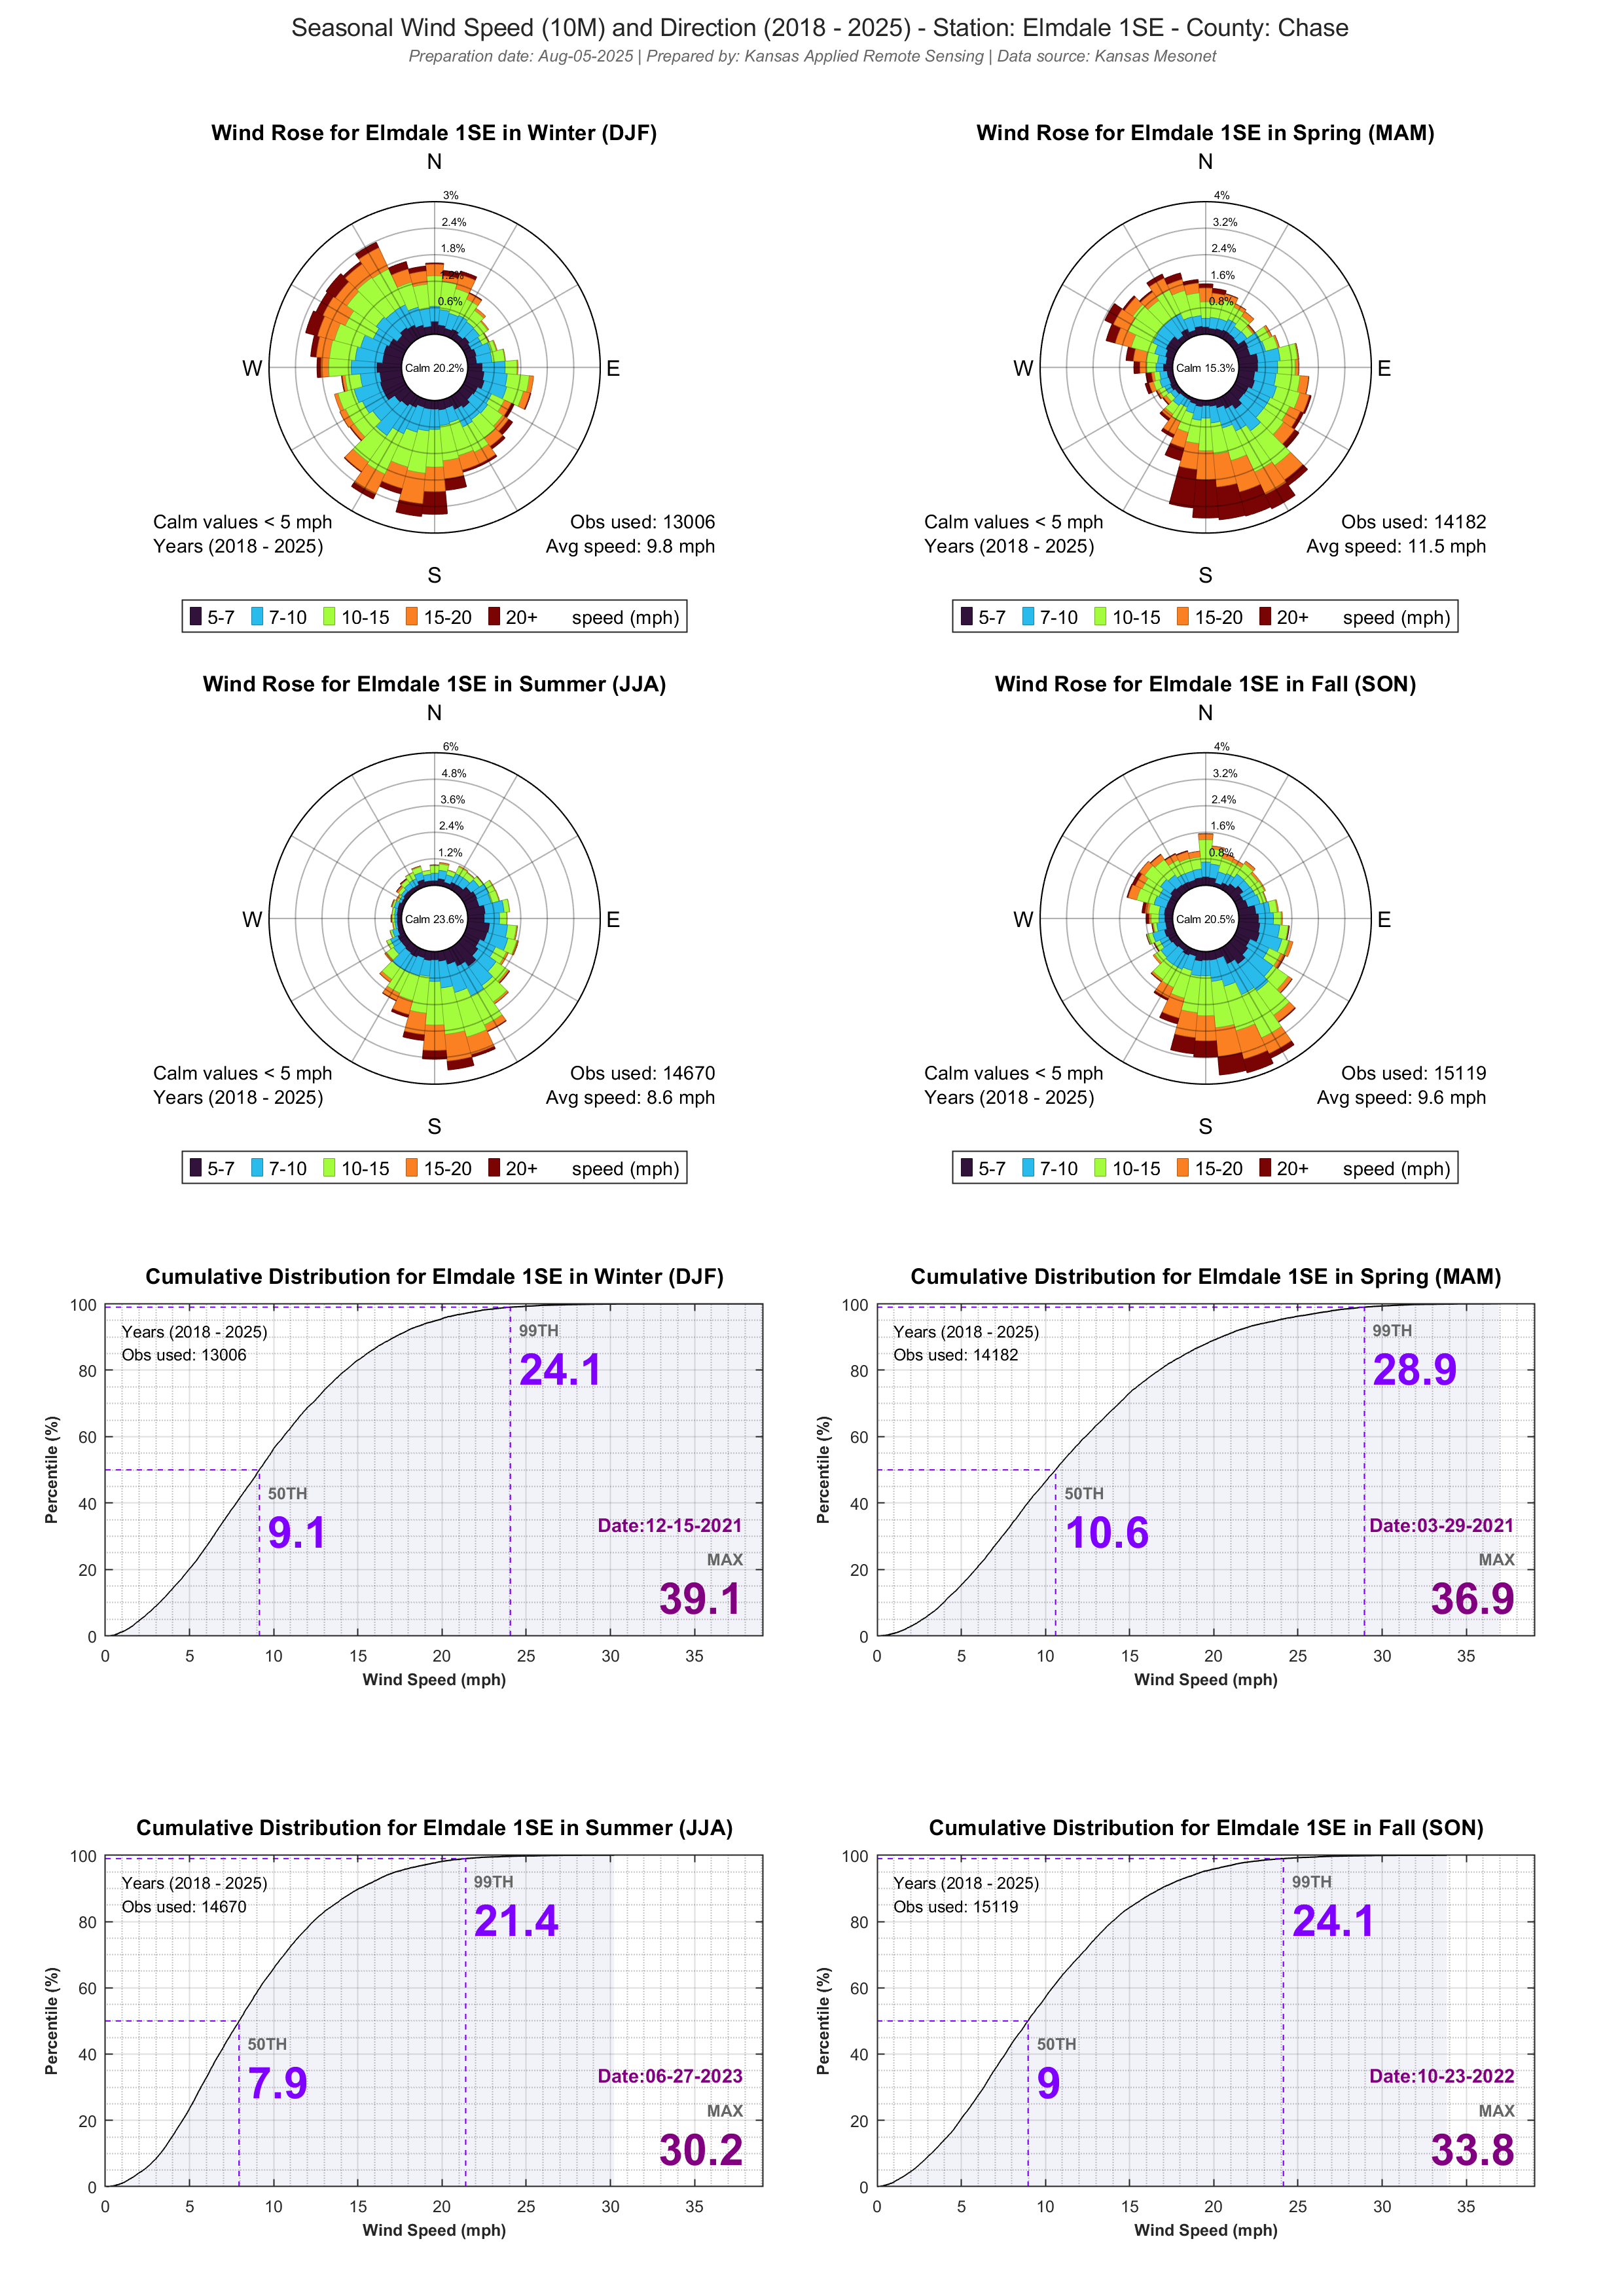 Seasonal Wind Speed (10M) and Direction (2018 - 2025) - Station: Elmdale 1SE - County: Chase
Preparation date: Aug-05-2025 | Prepared by: Kansas Applied Remote Sensing | Data source: Kansas Mesonet
Wind Rose for Elmdale 1SE in Winter (DJF)
N
3%
2.4%
1.8%
1.2%
0.6%
W
Calm 20.2%
E
Calm values < 5 mph
Years (2018 - 2025)
Obs used: 13006
Avg speed: 9.8 mph
S
5-7 7-10 10-15 15-20 20+ speed (mph)
Wind Rose for Elmdale 1SE in Spring (MAM)
N
4%
3.2%
2.4%
1.6%
0.8%
W
Calm 15.3%
E
Calm values < 5 mph
Years (2018 - 2025)
Obs used: 14182
Avg speed: 11.5 mph
S
5-7 7-10 10-15 15-20 20+ speed (mph)
Wind Rose for Elmdale 1SE in Summer (JJA)
N
6%
4.8%
3.6%
2.4%
1.2%
W
Calm 23.6%
E
Calm values < 5 mph
Years (2018 - 2025)
Obs used: 14670
Avg speed: 8.6 mph
S
5-7 7-10 10-15 15-20 20+ speed (mph)
Wind Rose for Elmdale 1SE in Fall (SON)
N
4%
3.2%
2.4%
1.6%
0.8%
W
Calm 20.5%
E
Calm values < 5 mph
Years (2018 - 2025)
Obs used: 15119
Avg speed: 9.6 mph
S
5-7 7-10 10-15 15-20 20+ speed (mph)
Cumulative Distribution for Elmdale 1SE in Winter (DJF)
100
80
60
40
20
0
Percentile (%)
Years (2018 - 2025)
Obs used: 13006
99TH
24.1
50TH
9.1
Date:12-15-2021
MAX
39.1
0 5 10 15 20 25 30 35
Wind Speed (mph)
Cumulative Distribution for Elmdale 1SE in Spring (MAM)
100
80
60
40
20
0
Percentile (%)
Years (2018 - 2025)
Obs used: 14182
99TH
28.9
50TH
10.6
Date:03-29-2021
MAX
36.9
0 5 10 15 20 25 30 35
Wind Speed (mph)
Cumulative Distribution for Elmdale 1SE in Summer (JJA)
100
80
60
40
20
0
Percentile (%)
Years (2018 - 2025)
Obs used: 14670
99TH
21.4
50TH
7.9
Date:06-27-2023
MAX
30.2
0 5 10 15 20 25 30 35
Wind Speed (mph)
Cumulative Distribution for Elmdale 1SE in Fall (SON)
100
80
60
40
20
0
Percentile (%)
Years (2018 - 2025)
Obs used: 15119
99TH
24.1
50TH
9
Date:10-23-2022
MAX
33.8
0 5 10 15 20 25 30 35
Wind Speed (mph)